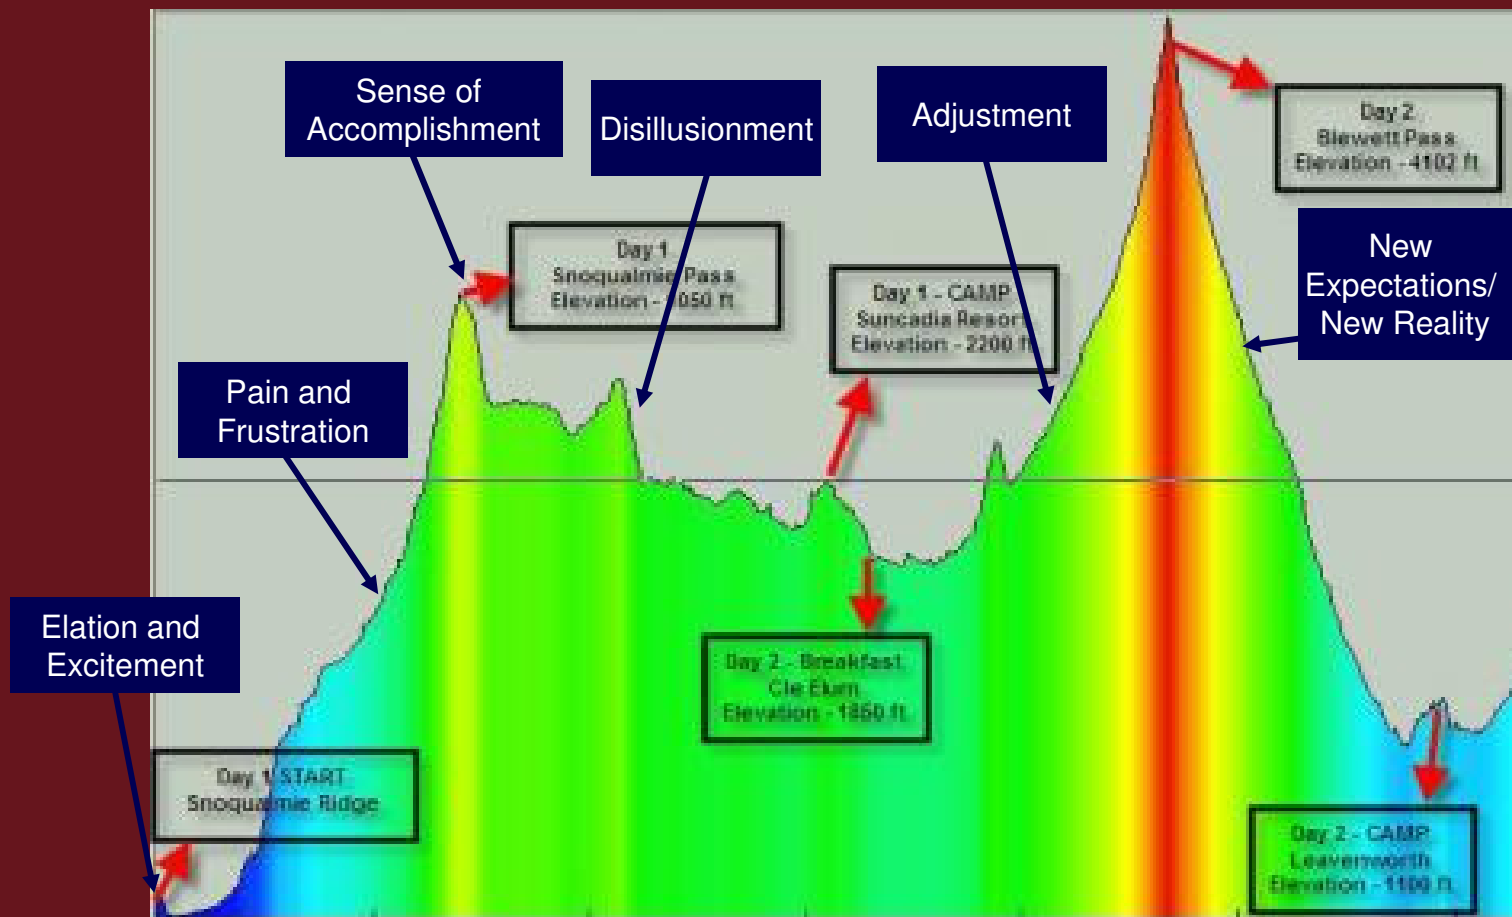 Sense of
Accomplishment
Disillusionment
Adjustment
Day 2
Blewett Pass
Elevation - 4102 ft
Day 1
Snoqualmie Pass
Elevation - 050 ft
New
Expectations/
New Reality
Day 1 - CAMP
Suncadia Resort
Elevation - 2200 ft
Pain and
Frustration
Elation and
Excitement
Day 2 - Breakfast
Cle Elum
Elevation - 1850 ft
Day 1 START
Snoqualmie Ridge
Day 2 - CAMP
Leavenworth
Elevation - 1100 ft